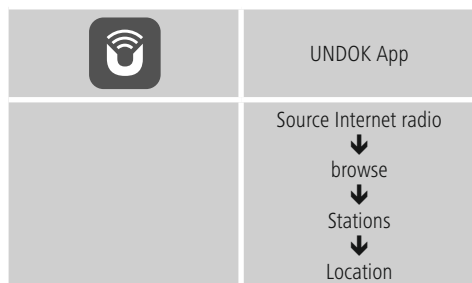 UNDOK App
Source Internet radio
browse
Stations
Location